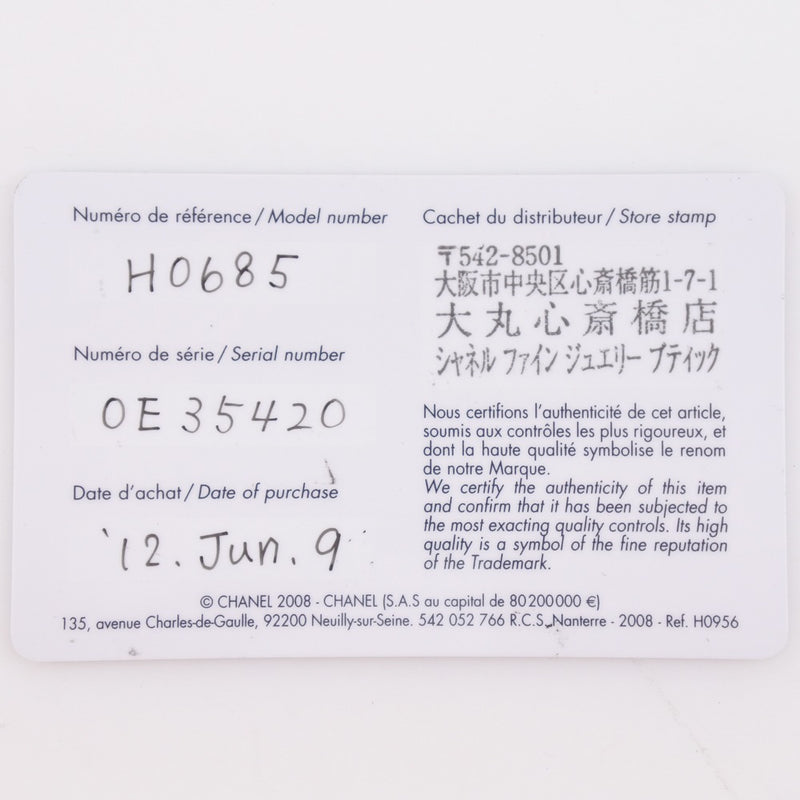 Numéro de référence / Model number
H0685
Numéro de série / Serial number
OE 35420
Date d'achat / Date of purchase
'12. Jun. 9
Cachet du distributeur / Store stamp
〒542-8501
大阪市中央区心斎橋筋1-7-1
大丸心斎橋店
シャネル ファイン ジュエリー ブティック
Nous certifions l'authenticité de cet article,
soumis aux contrôles les plus rigoureux, et
dont la haute qualité symbolise le renom
de notre Marque.
We certify the authenticity of this item
and confirm that it has been subjected to
the most exacting quality controls. Its high
quality is a symbol of the fine reputation
of the Trademark.
© CHANEL 2008 - CHANEL (S.A.S au capital de 80200000 €)
135, avenue Charles-de-Gaulle, 92200 Neuilly-sur-Seine. 542 052 766 R.C.S. Nanterre - 2008 - Ref. H0956